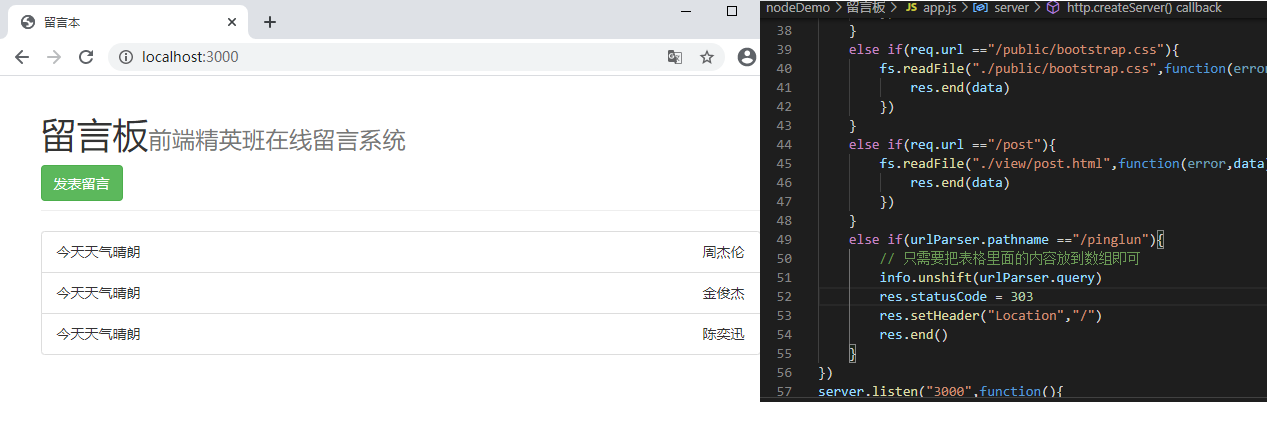 留言本
localhost:3000
留言板前端精英班在线留言系统
发表留言
今天天气晴朗 周杰伦
今天天气晴朗 金俊杰
今天天气晴朗 陈奕迅
nodeDemo > 留言板 > JS app.js > server > http.createServer() callback
38 }
39 else if(req.url =="/public/bootstrap.css"){
40 fs.readFile("./public/bootstrap.css",function(error
41 res.end(data)
42 })
43 }
44 else if(req.url =="/post"){
45 fs.readFile("./view/post.html",function(error,data
46 res.end(data)
47 })
48 }
49 else if(urlParser.pathname =="/pinglun"){
50 // 只需要把表格里面的内容放到数组即可
51 info.unshift(urlParser.query)
52 res.statusCode = 303
53 res.setHeader("Location","/")
54 res.end()
55 }
56 })
57 server.listen("3000",function(){